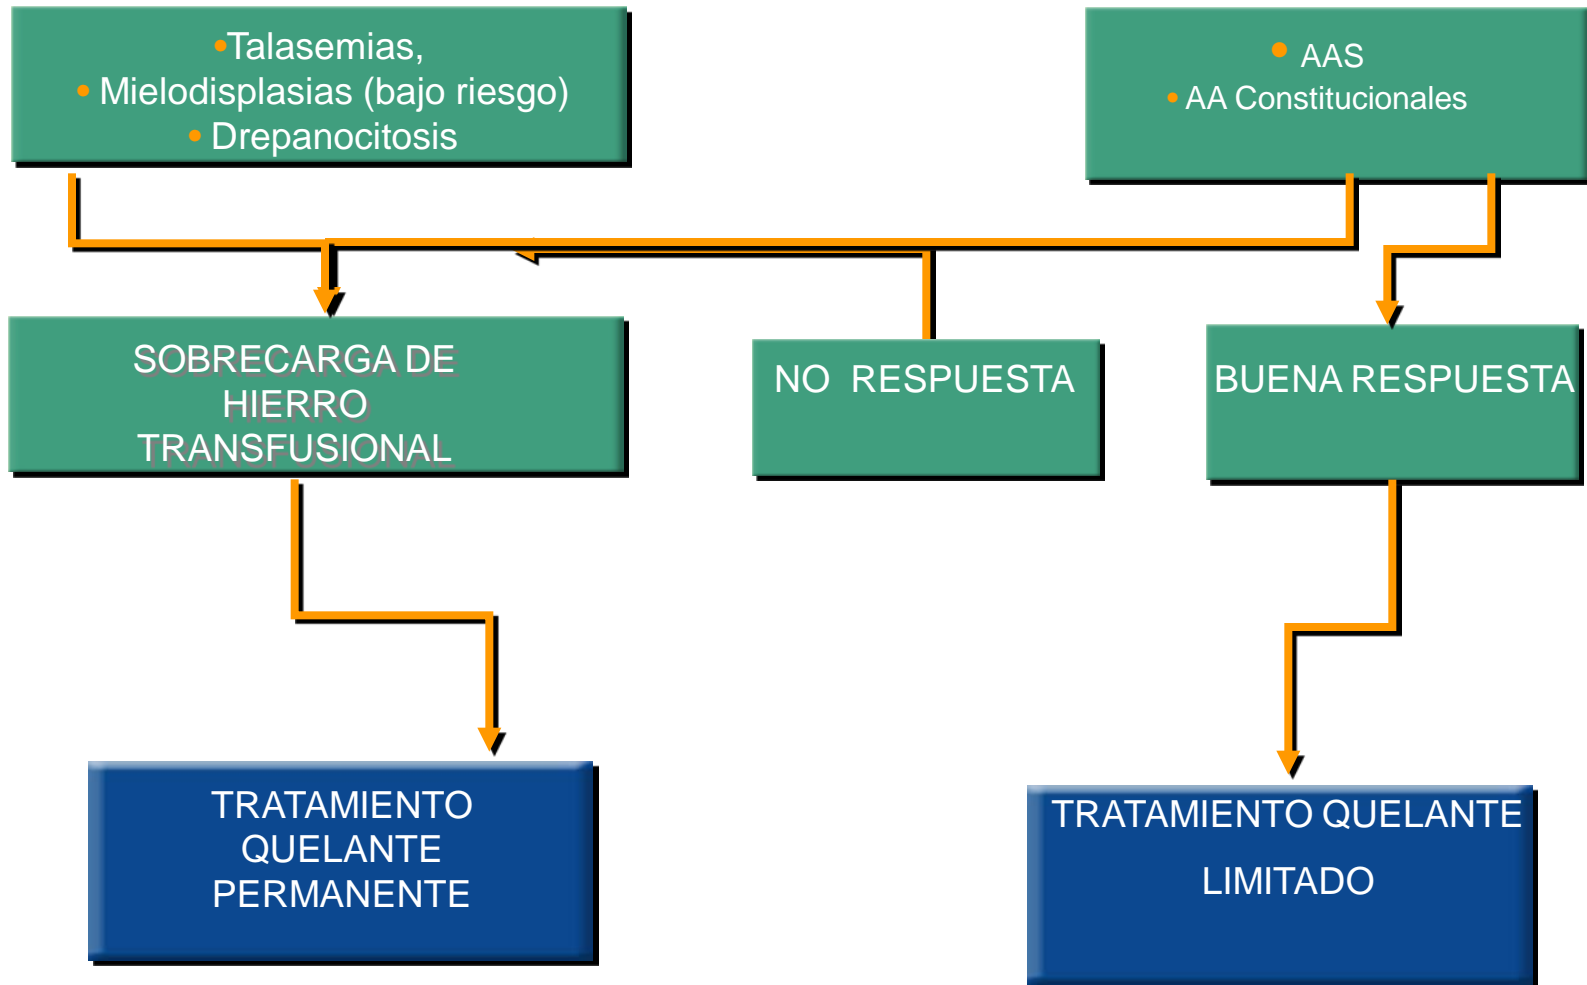 •Talasemias,
• Mielodisplasias (bajo riesgo)
• Drepanocitosis
• AAS
• AA Constitucionales
SOBRECARGA DE
HIERRO
TRANSFUSIONAL
NO RESPUESTA
BUENA RESPUESTA
TRATAMIENTO
QUELANTE
PERMANENTE
TRATAMIENTO QUELANTE
LIMITADO